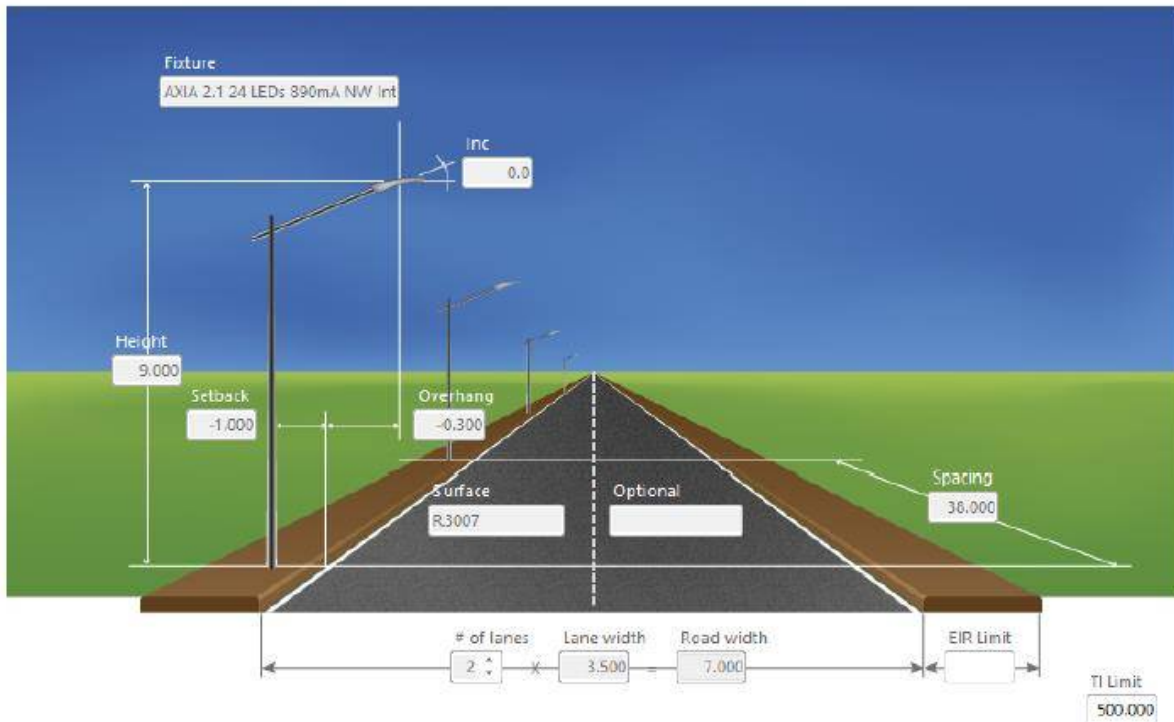 Fixture
AXIA 2.1 24 LEDs 890mA NW Int
Inc
0.0
Height
9.000
Setback
-1.000
Overhang
-0.300
Spacing
38.000
Surface
R3007
Optional
# of lanes
2
x
Lane width
3.500
=
Road width
7.000
EIR Limit
TI Limit
500.000